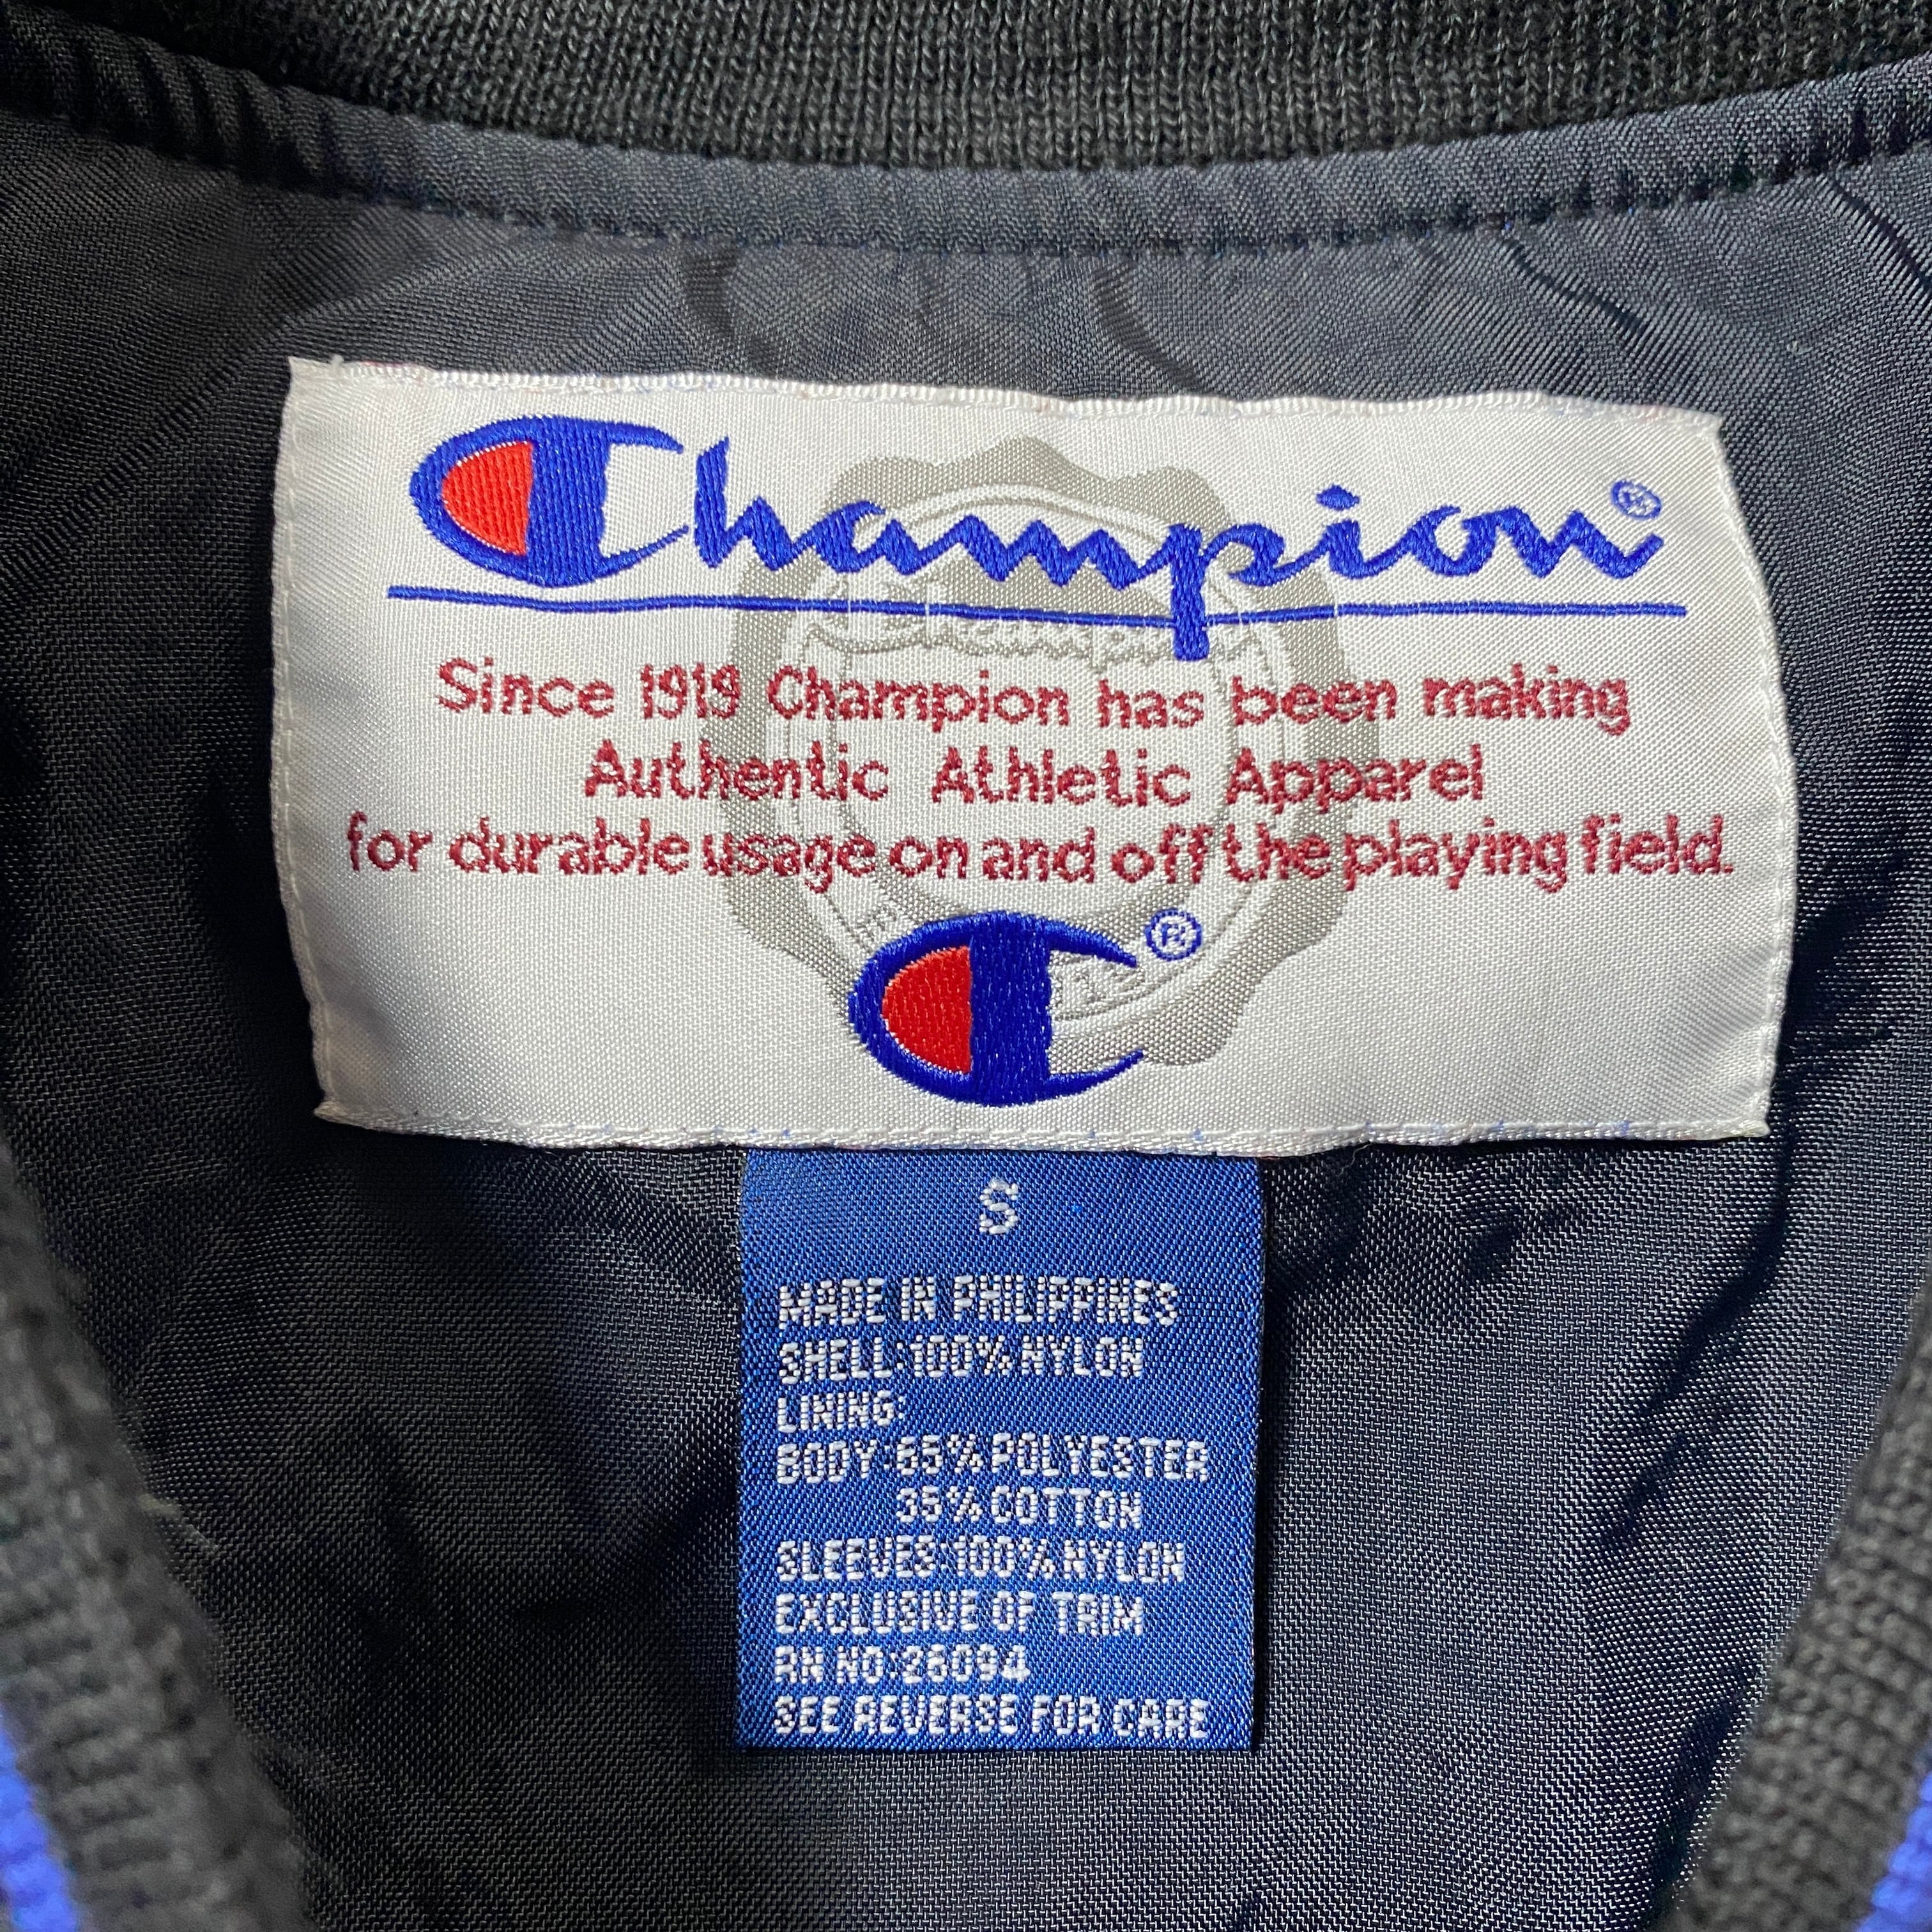 Champion®
Since 1919 Champion has been making
Authentic Athletic Apparel
for durable usage on and off the playing field.
C®
S
MADE IN PHILIPPINES
SHELL:100% NYLON
LINING:
BODY:65% POLYESTER
35% COTTON
SLEEVES:100% NYLON
EXCLUSIVE OF TRIM
RN NO:26094
SEE REVERSE FOR CARE